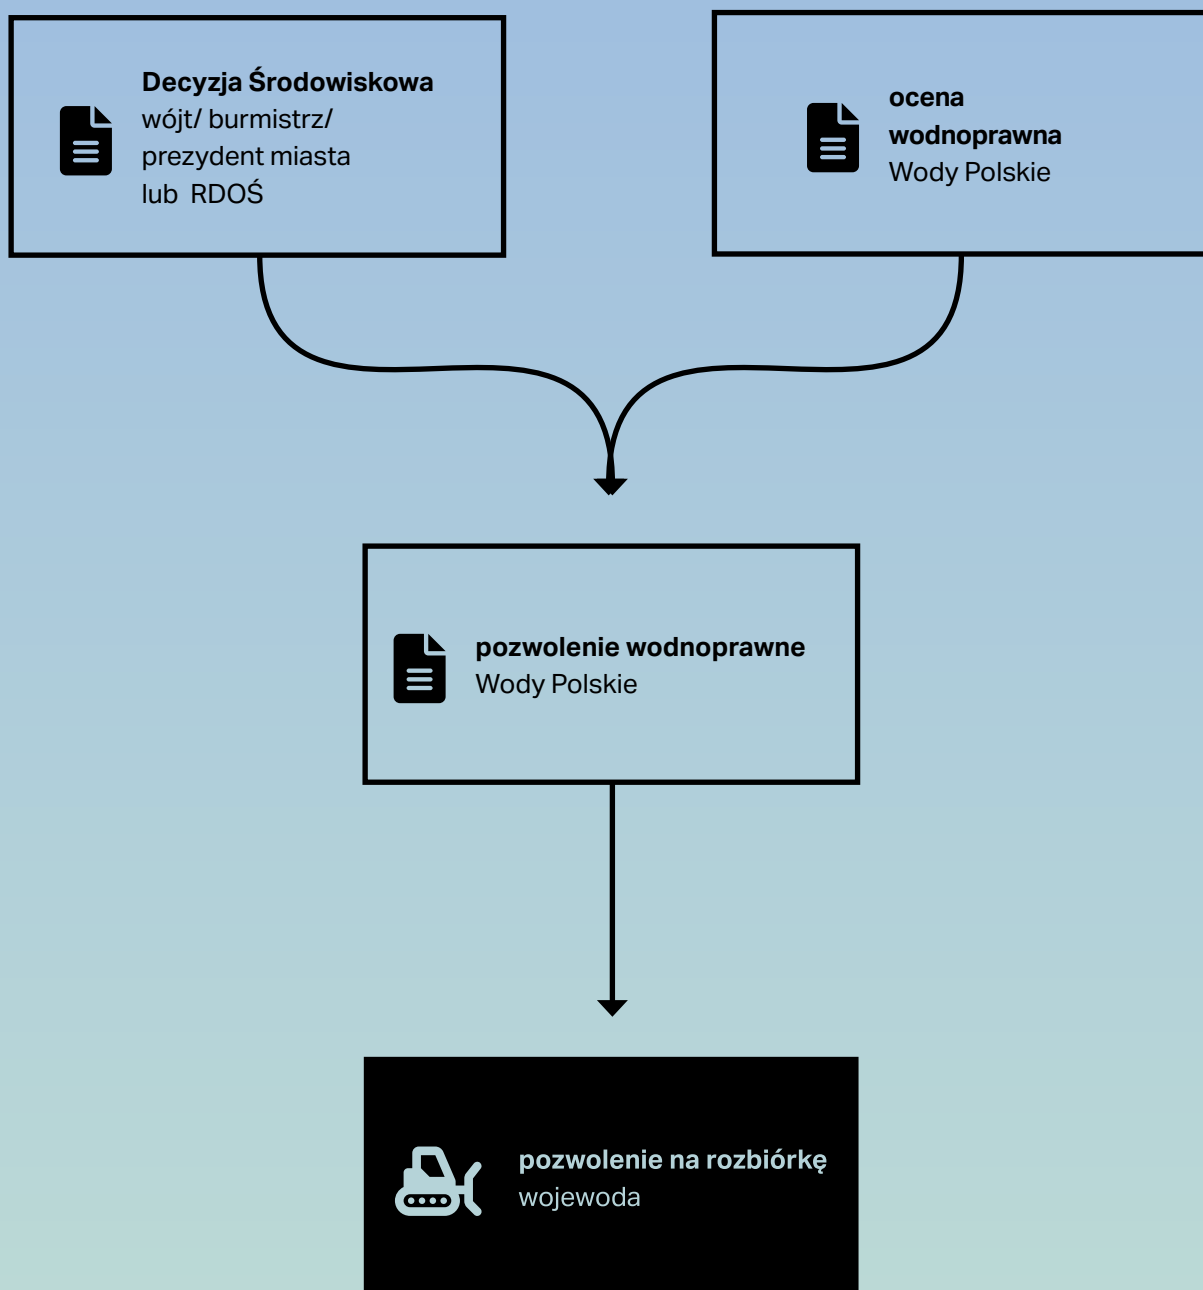 Decyzja Środowiskowa
wójt/ burmistrz/
prezydent miasta
lub RDOŚ
ocena
wodnoprawna
Wody Polskie
pozwolenie wodnoprawne
Wody Polskie
pozwolenie na rozbiórkę
wojewoda